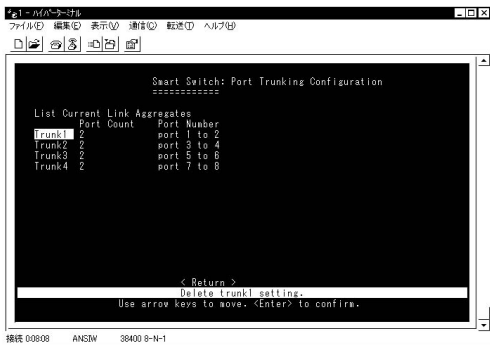 e1 - ハイパーターミナル
ファイル(F) 編集(E) 表示(V) 通信(C) 転送(T) ヘルプ(H)
Smart Switch: Port Trunking Configuration
============
List Current Link Aggregates
Port Count Port Number
Trunk1 2 port 1 to 2
Trunk2 2 port 3 to 4
Trunk3 2 port 5 to 6
Trunk4 2 port 7 to 8
< Return >
Delete trunk1 setting.
Use arrow keys to move. <Enter> to confirm.
接続 0:08:08 ANSIW 38400 8-N-1